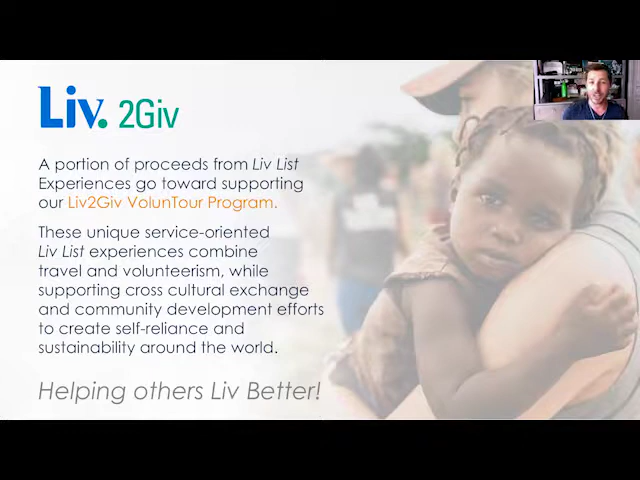 Liv. 2Giv
A portion of proceeds from Liv List
Experiences go toward supporting
our Liv2Giv VolunTour Program.
These unique service-oriented
Liv List experiences combine
travel and volunteerism, while
supporting cross cultural exchange
and community development efforts
to create self-reliance and
sustainability around the world.
Helping others Liv Better!